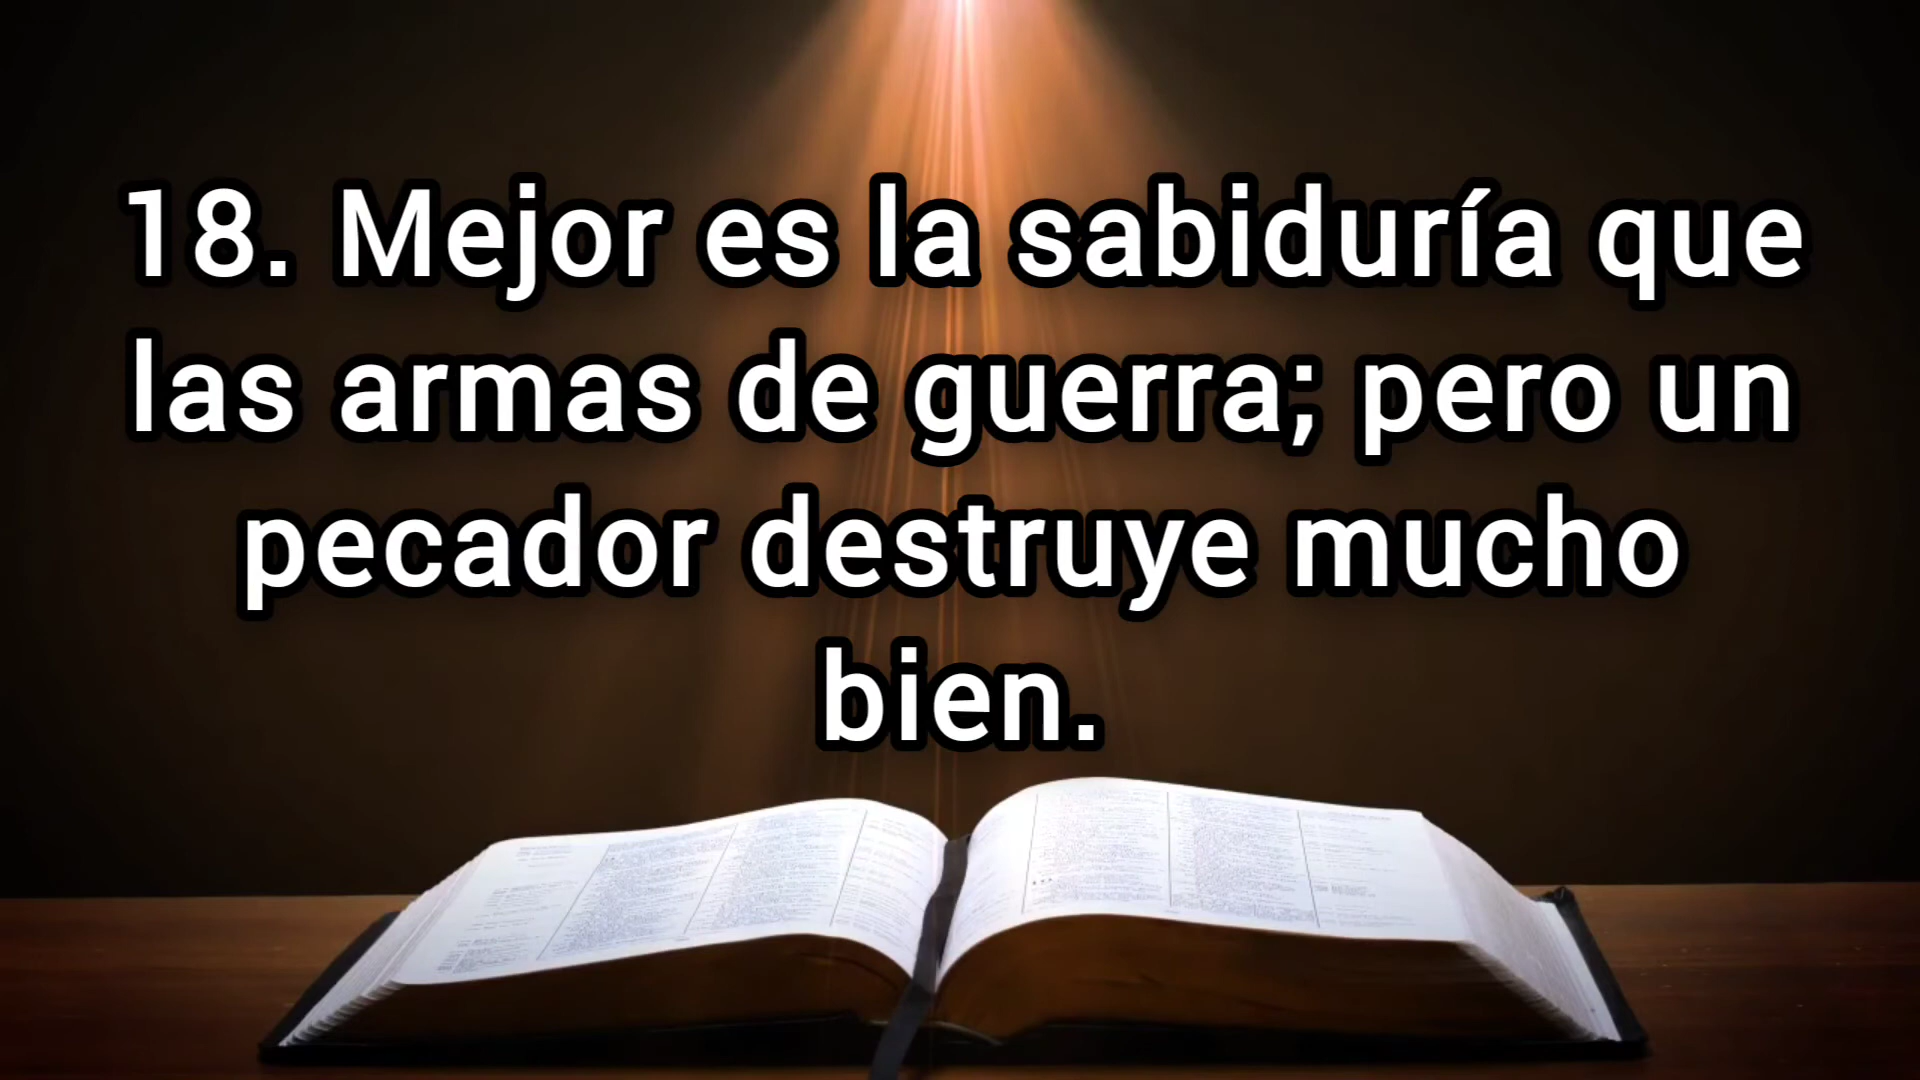 18. Mejor es la sabiduría que
las armas de guerra; pero un
pecador destruye mucho
bien.